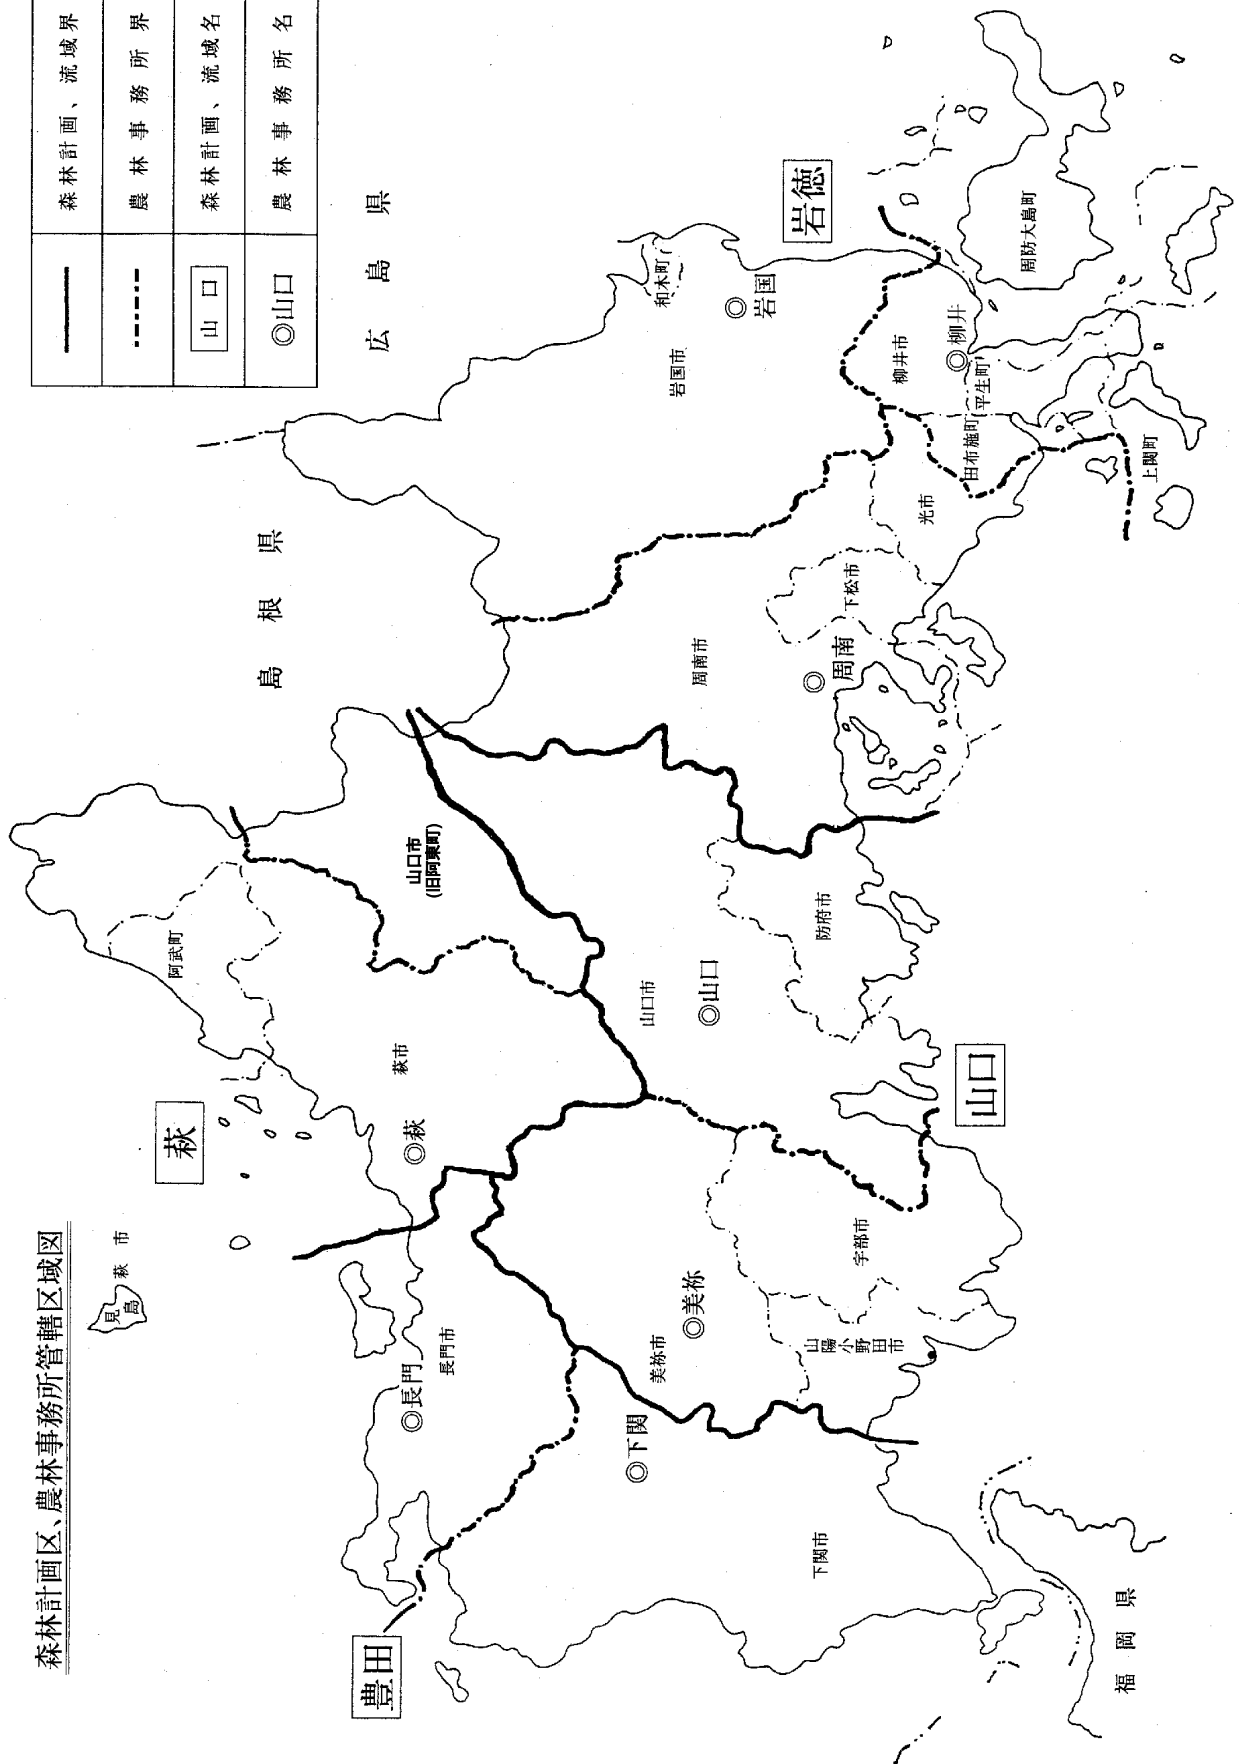 森林計画区、農林事務所管轄区域図
森林計画、流域界
農林事務所界
山口
森林計画、流域名
◎山口
農林事務所名
島根県
広島県
福岡県
見島
萩市
萩
阿武町
萩市
◎萩
山口市
(旧阿東町)
豊田
長門市
◎長門
◎下関
下関市
美祢市
◎美祢
山陽
小野田市
宇部市
山口市
◎山口
山口
防府市
周南市
◎周南
下松市
光市
岩徳
岩国市
◎岩国
和木町
柳井市
◎柳井
田布施町
平生町
上関町
周防大島町